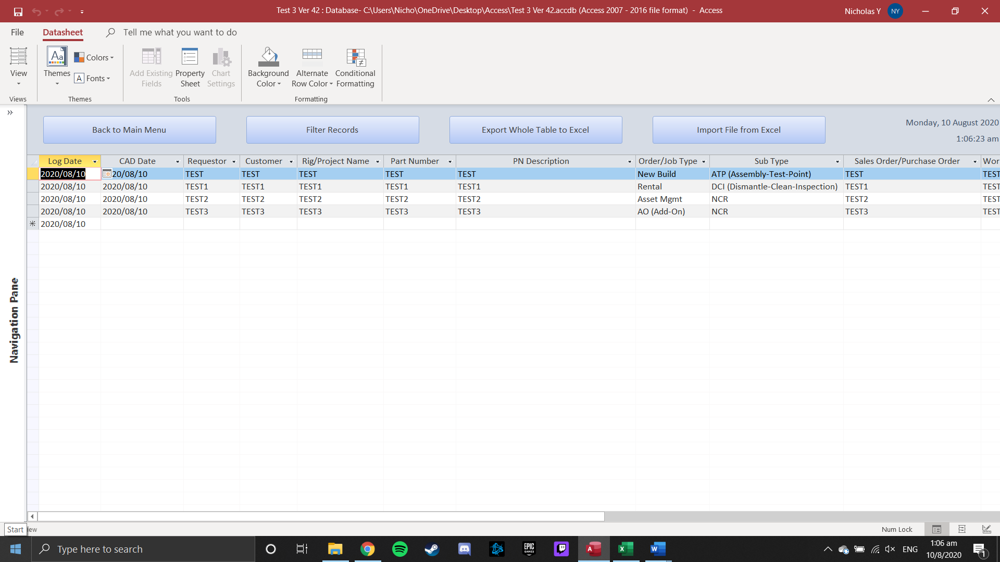 Test 3 Ver 42 : Database- C:\Users\Nicho\OneDrive\Desktop\Access\Test 3 Ver 42.accdb (Access 2007 - 2016 file format) - Access
Nicholas Y NY
File Datasheet Tell me what you want to do
View
Views
Aa Themes
Colors
A Fonts
Themes
Add Existing Fields
Property Sheet
Chart Settings
Tools
Background Color
Alternate Row Color
Conditional Formatting
Formatting
Back to Main Menu
Filter Records
Export Whole Table to Excel
Import File from Excel
Monday, 10 August 2020
1:06:23 am
Log Date CAD Date Requestor Customer Rig/Project Name Part Number PN Description Order/Job Type Sub Type Sales Order/Purchase Order Wor
2020/08/10 20/08/10 TEST TEST TEST TEST TEST New Build ATP (Assembly-Test-Point) TEST TEST
2020/08/10 2020/08/10 TEST1 TEST1 TEST1 TEST1 TEST1 Rental DCI (Dismantle-Clean-Inspection) TEST1 TEST
2020/08/10 2020/08/10 TEST2 TEST2 TEST2 TEST2 TEST2 Asset Mgmt NCR TEST2 TEST
2020/08/10 2020/08/10 TEST3 TEST3 TEST3 TEST3 TEST3 AO (Add-On) NCR TEST3 TEST
2020/08/10
Navigation Pane
Start iew
Num Lock
Type here to search
EPIC GAMES
A
X
W
ENG
1:06 am
10/8/2020
1